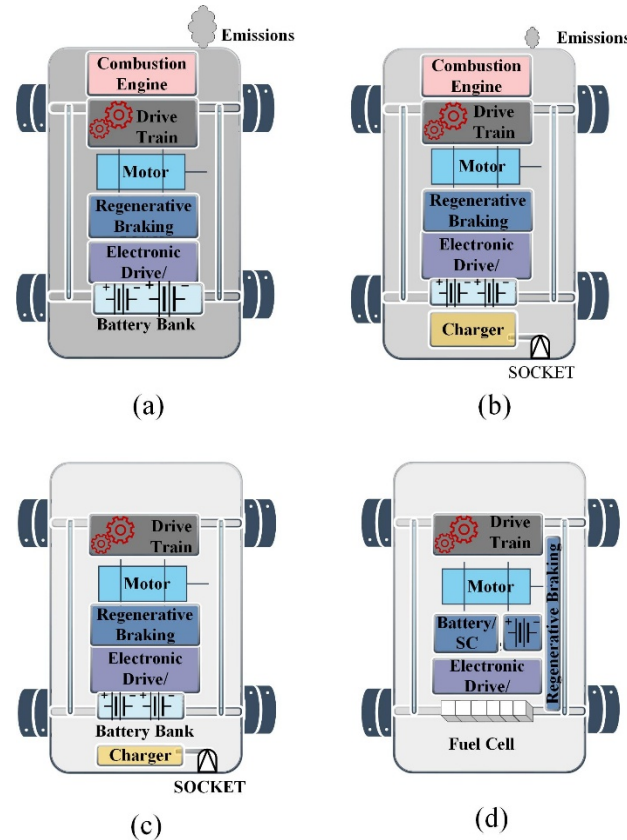 Emissions
Combustion
Engine
Drive
Train
Motor
Regenerative
Braking
Electronic
Drive/
+ - + -
Battery Bank
(a)
Emissions
Combustion
Engine
Drive
Train
Motor
Regenerative
Braking
Electronic
Drive/
+ - + -
Charger
SOCKET
(b)
Drive
Train
Motor
Regenerative
Braking
Electronic
Drive/
+ - + -
Battery Bank
Charger
SOCKET
(c)
Drive
Train
Motor
Battery/
SC
+ -
Regenerative Braking
Electronic
Drive/
Fuel Cell
(d)